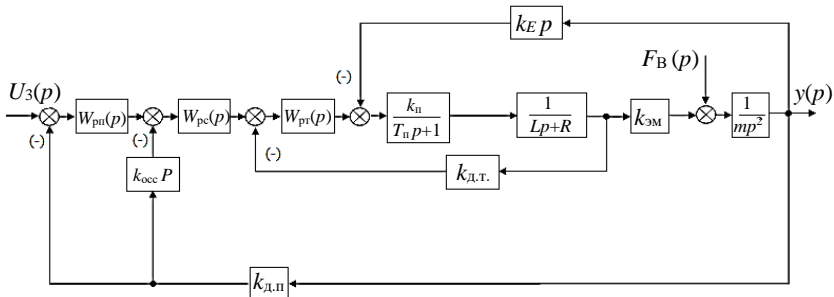 k_E p
(-)
F_В (p)
U_З(p)
y(p)
W_рп(p)
W_рс(p)
W_рт(p)
k_п
T_п p+1
1
Lp+R
k_эм
1
mp²
(-)
(-)
(-)
k_осс P
k_д.т.
k_д.п